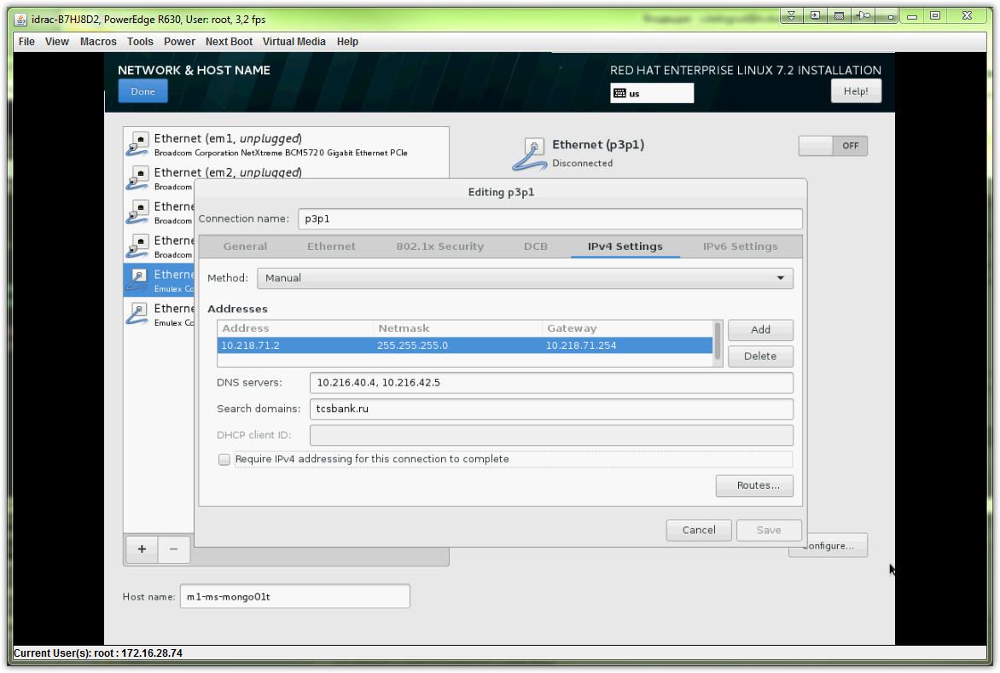 idrac-B7HJ8D2, PowerEdge R630, User: root, 3,2 fps
File View Macros Tools Power Next Boot Virtual Media Help
NETWORK & HOST NAME
RED HAT ENTERPRISE LINUX 7.2 INSTALLATION
Done
us
Help!
Ethernet (em1, unplugged)
Broadcom Corporation NetXtreme BCM5720 Gigabit Ethernet PCIe
Ethernet (em2, unplugged)
Broadcom
Etherne
Broadcom
Etherne
Broadcom
Etherne
Emulex Co
Etherne
Emulex Co
Ethernet (p3p1)
Disconnected
OFF
Editing p3p1
Connection name: p3p1
General Ethernet 802.1x Security DCB IPv4 Settings IPv6 Settings
Method: Manual
Addresses
Address Netmask Gateway
10.218.71.2 255.255.255.0 10.218.71.254
Add
Delete
DNS servers: 10.216.40.4, 10.216.42.5
Search domains: tcsbank.ru
DHCP client ID:
Require IPv4 addressing for this connection to complete
Routes...
Cancel Save
Configure...
+ −
Host name: m1-ms-mongo01t
Current User(s): root : 172.16.28.74